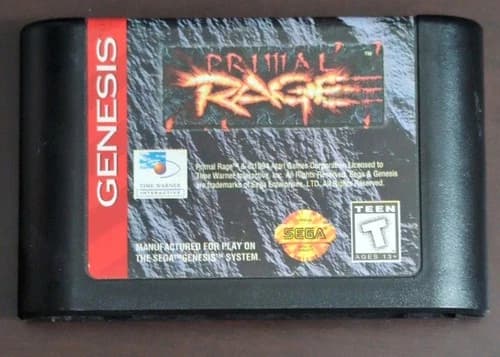 GENESIS
PRIMAL
RAGE™
TIME WARNER
INTERACTIVE
Primal Rage™ & ©1994 Atari Games Corporation Licensed to
Time Warner Interactive, Inc. All Rights Reserved. Sega & Genesis
are trademarks of Sega Enterprises, LTD. All Rights Reserved.
MANUFACTURED FOR PLAY ON
THE SEGA™ GENESIS™ SYSTEM.
SEGA
TEEN
T
AGES 13+